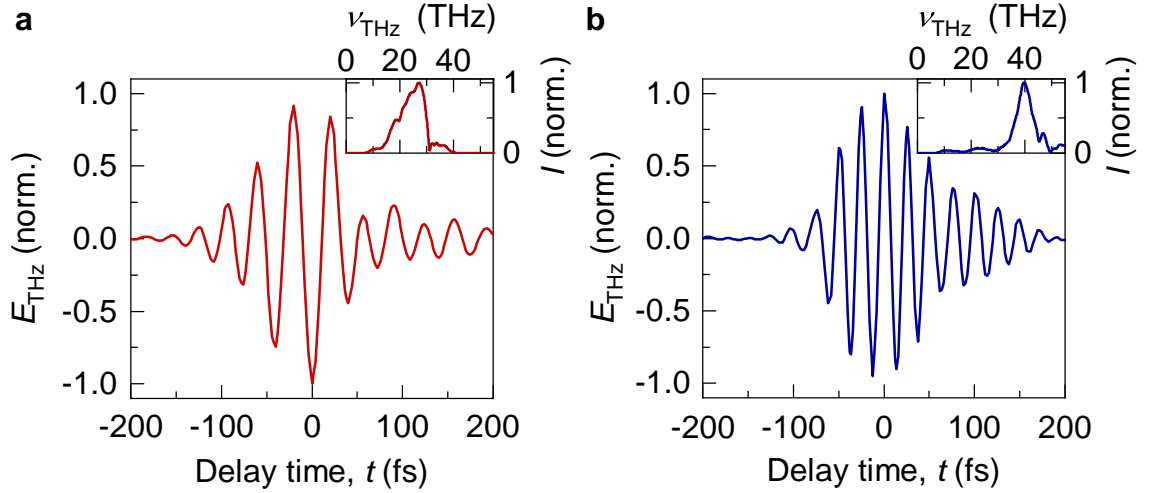 a
ν_THz (THz)
0 20 40
1.0
0.5
0.0
-0.5
-1.0
E_THz (norm.)
1
0
I (norm.)
-200 -100 0 100 200
Delay time, t (fs)
b
ν_THz (THz)
0 20 40
1.0
0.5
0.0
-0.5
-1.0
E_THz (norm.)
1
0
I (norm.)
-200 -100 0 100 200
Delay time, t (fs)